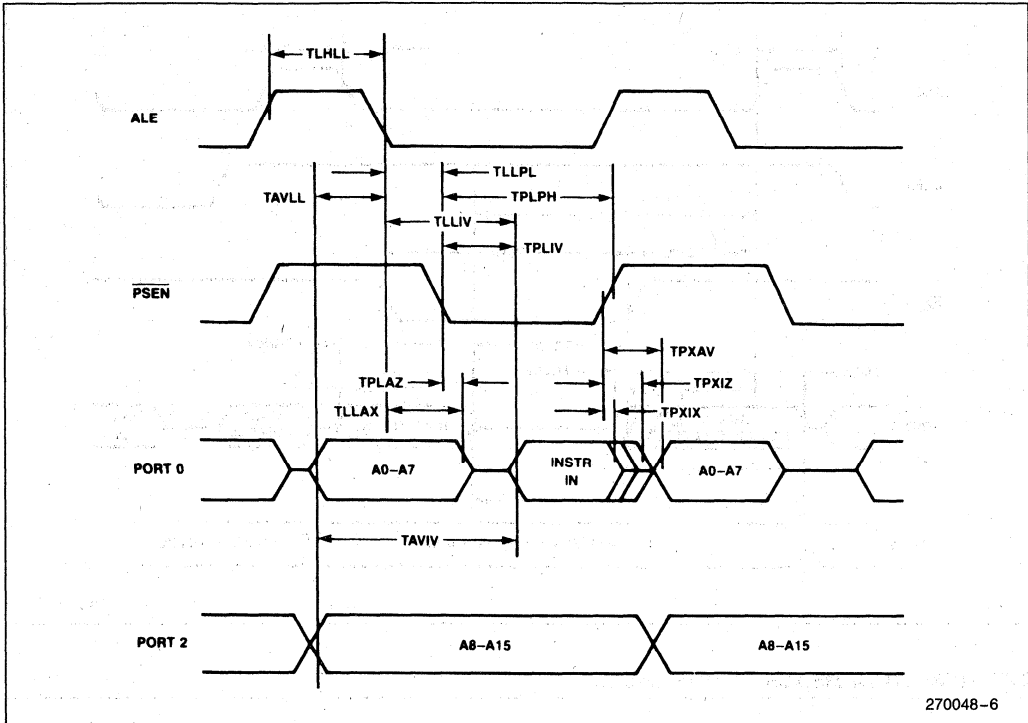 TLHLL
ALE
TLLPL
TAVLL
TPLPH
TLLIV
TPLIV
PSEN
TPXAV
TPLAZ
TPXIZ
TLLAX
TPXIX
PORT 0
A0–A7
INSTR
IN
A0–A7
TAVIV
PORT 2
A8–A15
A8–A15
270048–6